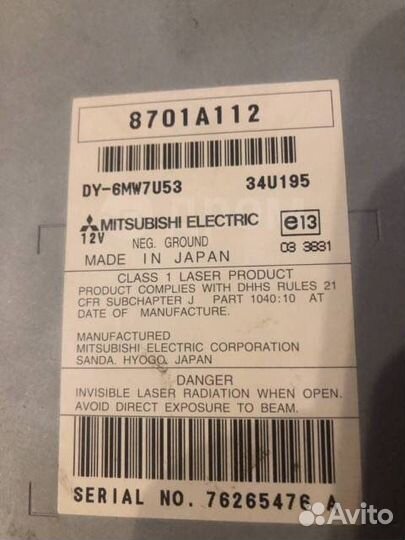 8701A112
DY-6MW7U53 34U195
MITSUBISHI ELECTRIC e13
12V NEG. GROUND 03 3831
MADE IN JAPAN
CLASS 1 LASER PRODUCT
PRODUCT COMPLIES WITH DHHS RULES 21
CFR SUBCHAPTER J PART 1040:10 AT
DATE OF MANUFACTURE.
MANUFACTURED
MITSUBISHI ELECTRIC CORPORATION
SANDA. HYOGO. JAPAN
DANGER
INVISIBLE LASER RADIATION WHEN OPEN.
AVOID DIRECT EXPOSURE TO BEAM.
SERIAL NO. 76265476 A
Avito